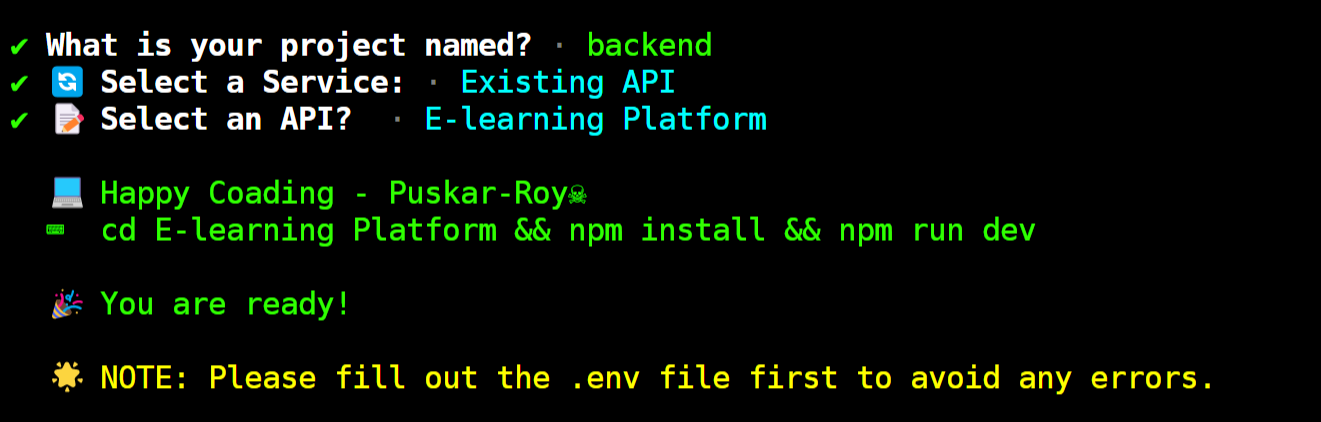 ✔ What is your project named? · backend
✔ 🔄 Select a Service: · Existing API
✔ 📝 Select an API? · E-learning Platform
💻 Happy Coading - Puskar-Roy☠
⌨ cd E-learning Platform && npm install && npm run dev
🎉 You are ready!
🌟 NOTE: Please fill out the .env file first to avoid any errors.